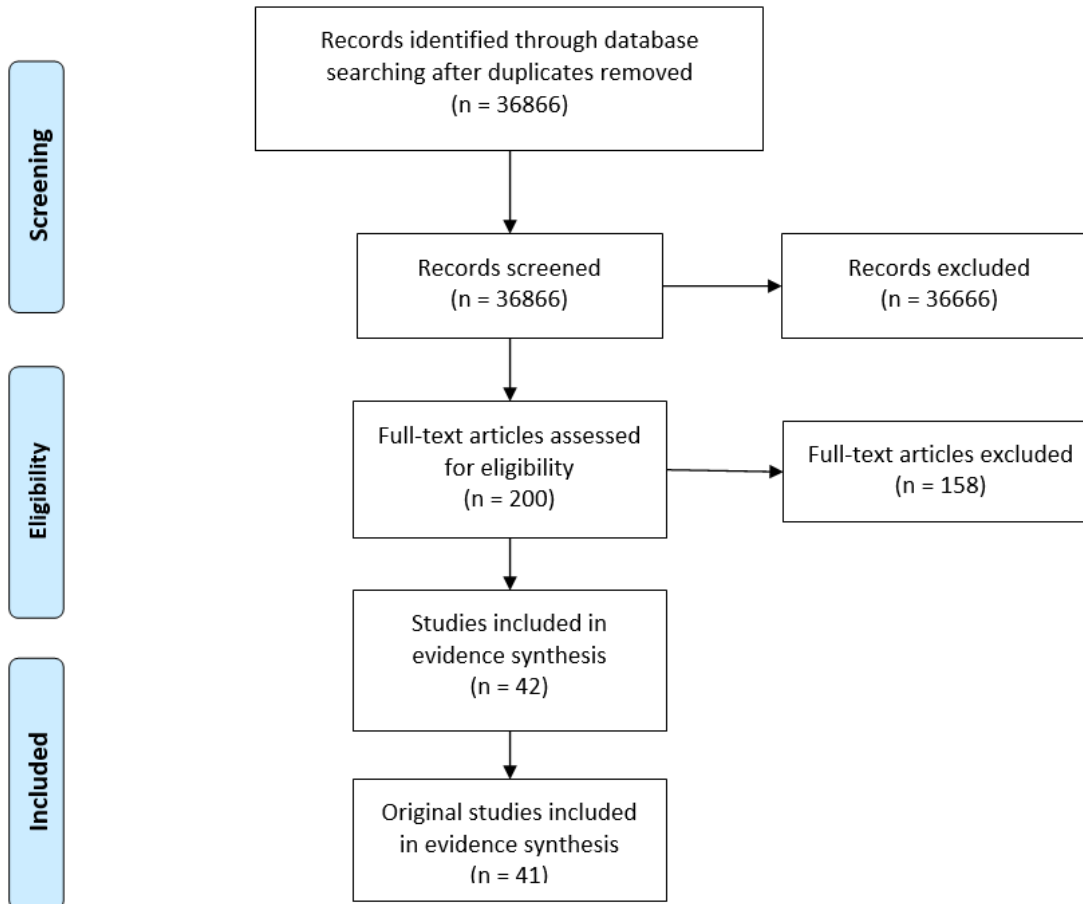 Records identified through database
searching after duplicates removed
(n = 36866)
Screening
Records screened
(n = 36866)
Records excluded
(n = 36666)
Full-text articles assessed
for eligibility
(n = 200)
Full-text articles excluded
(n = 158)
Eligibility
Studies included in
evidence synthesis
(n = 42)
Included
Original studies included
in evidence synthesis
(n = 41)